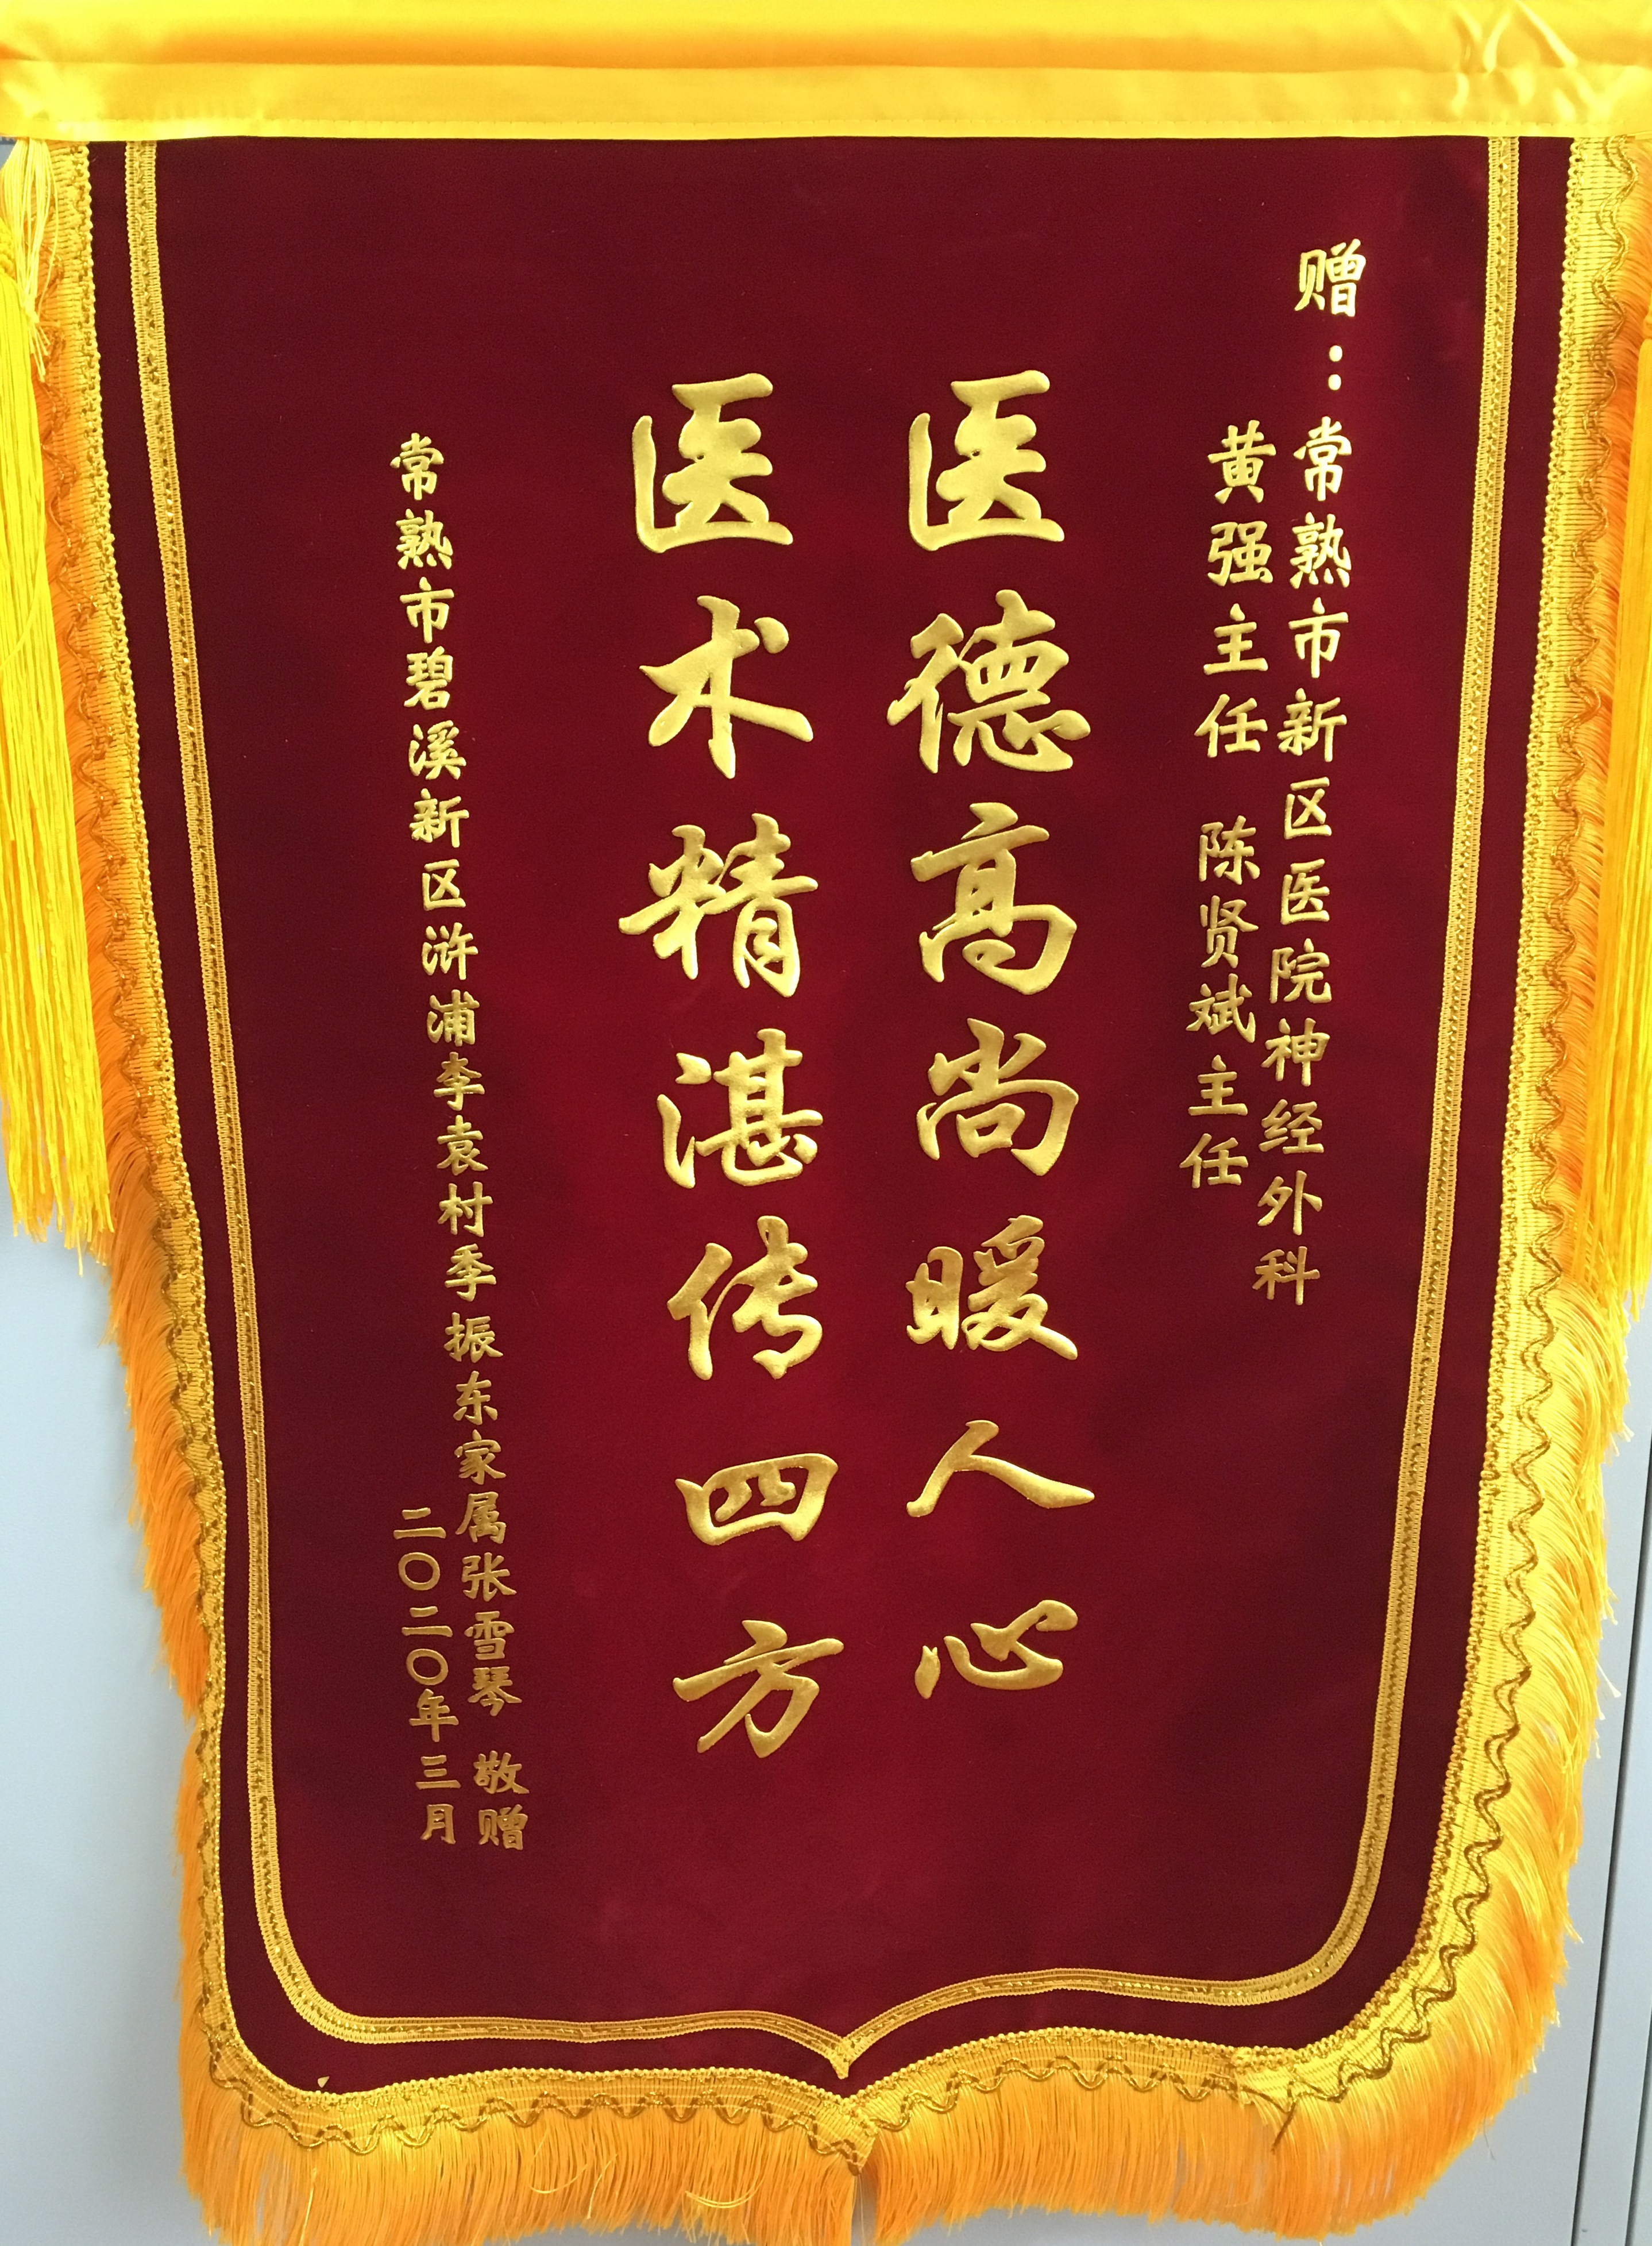 赠：常熟市新区医院神经外科
黄强主任 陈贤斌主任
医德高尚暖人心
医术精湛传四方
常熟市碧溪新区浒浦李袁村季振东家属张雪琴 敬赠
二〇二〇年三月